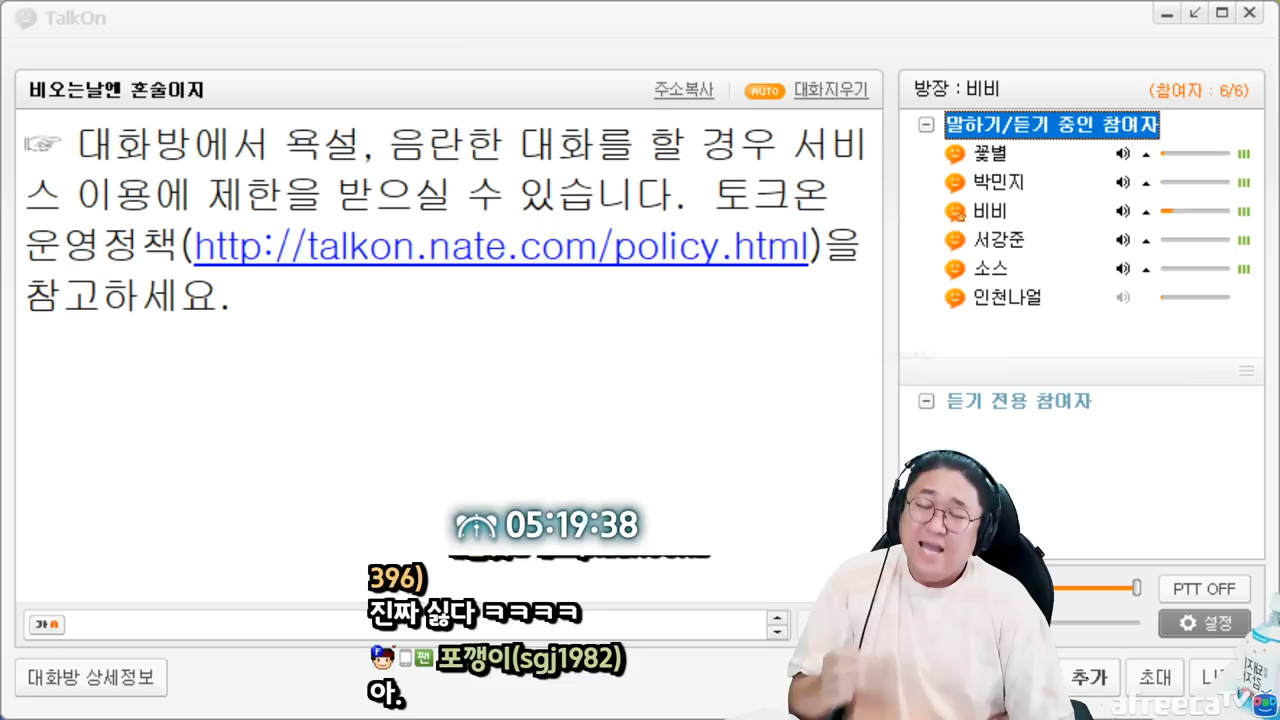 TalkOn
비오는날엔 혼술이지
주소복사
AUTO 대화지우기
☞ 대화방에서 욕설, 음란한 대화를 할 경우 서비
스 이용에 제한을 받으실 수 있습니다. 토크온
운영정책(http://talkon.nate.com/policy.html)을
참고하세요.
방장 : 비비
(참여자 : 6/6)
말하기/듣기 중인 참여자
꽃별
박민지
비비
서강준
소스
인천나얼
듣기 전용 참여자
05:19:38
396)
진짜 싫다 ㅋㅋㅋㅋ
F 팬 포깽이(sgj1982)
아.
가A
대화방 상세정보
PTT OFF
설정
추가
초대
afreecaTV